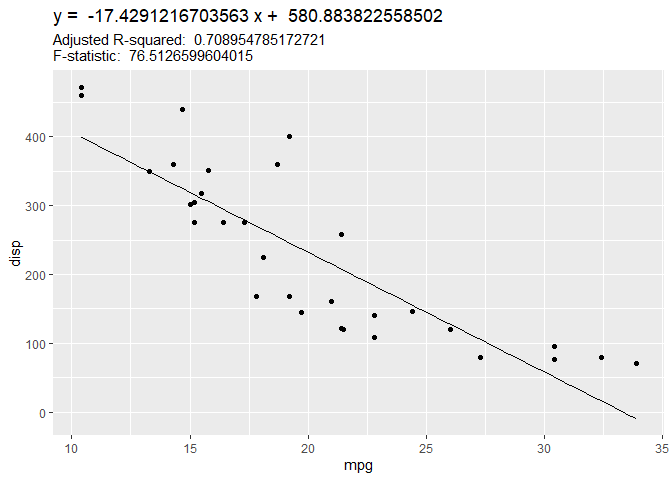 y =  -17.4291216703563 x +  580.883822558502
Adjusted R-squared:  0.708954785172721
F-statistic:  76.5126599604015
400
300
200
100
0
disp
10 15 20 25 30 35
mpg